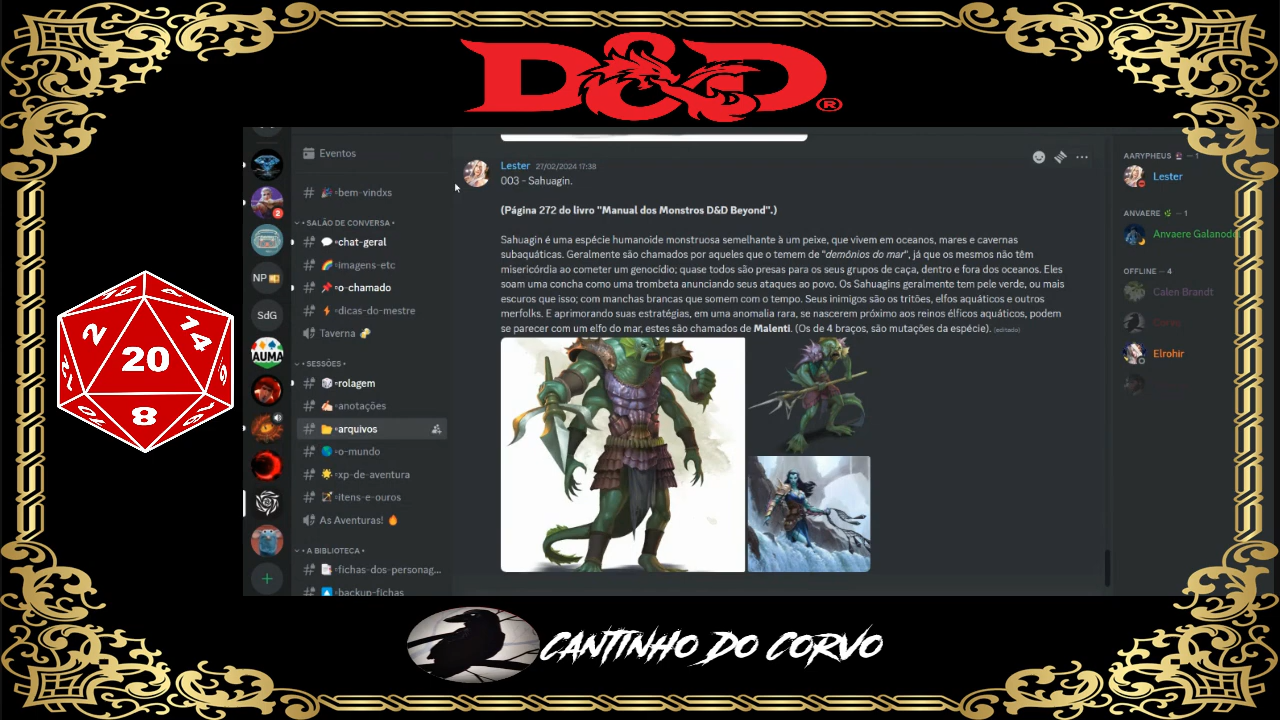 D&D®
Eventos
bem-vindxs
• SALÃO DE CONVERSA •
chat-geral
imagens-etc
o-chamado
dicas-do-mestre
Taverna
• SESSÕES •
rolagem
anotações
arquivos
o-mundo
xp-de-aventura
itens-e-ouros
As Aventuras!
• A BIBLIOTECA •
fichas-dos-personag...
backup-fichas
2
NP
SdG
AUMA
Lester 27/02/2024 17:38
003 - Sahuagin.
(Página 272 do livro "Manual dos Monstros D&D Beyond".)
Sahuagin é uma espécie humanoide monstruosa semelhante à um peixe, que vivem em oceanos, mares e cavernas
subaquáticas. Geralmente são chamados por aqueles que o temem de "demônios do mar", já que os mesmos não têm
misericórdia ao cometer um genocídio; quase todos são presas para os seus grupos de caça, dentro e fora dos oceanos. Eles
soam uma concha como uma trombeta anunciando seus ataques ao povo. Os Sahuagins geralmente tem pele verde, ou mais
escuros que isso; com manchas brancas que somem com o tempo. Seus inimigos são os tritões, elfos aquáticos e outros
merfolks. E aprimorando suas estratégias, em uma anomalia rara, se nascerem próximo aos reinos élficos aquáticos, podem
se parecer com um elfo do mar, estes são chamados de Malenti. (Os de 4 braços, são mutações da espécie). (editado)
AARYPHEUS — 1
Lester
ANVAERE — 1
Anvaere Galanode
OFFLINE — 4
Calen Brandt
Elrohir
2
14
20
8
CANTINHO DO CORVO